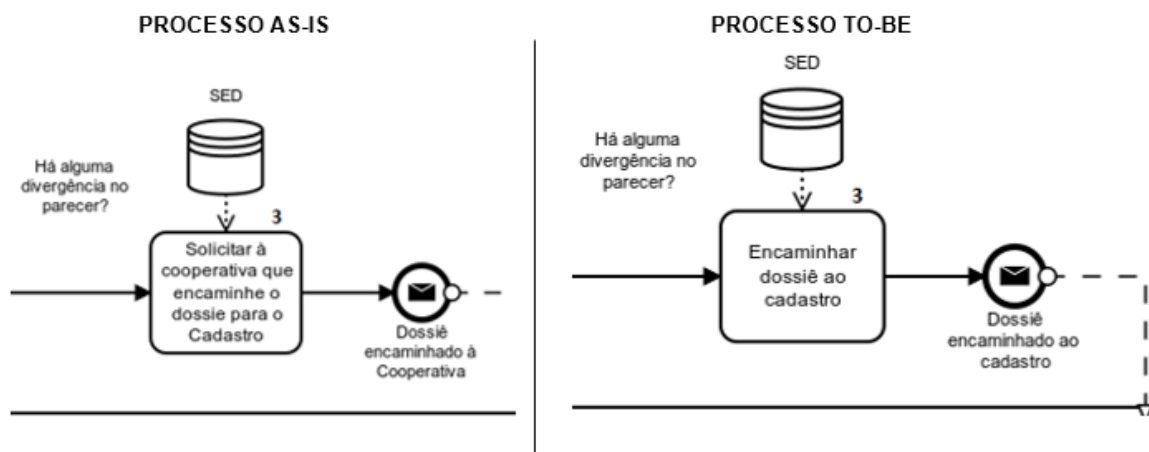 PROCESSO AS-IS
SED
Há alguma
divergência no
parecer?
3
Solicitar à
cooperativa que
encaminhe o
dossie para o
Cadastro
Dossiê
encaminhado à
Cooperativa
PROCESSO TO-BE
SED
Há alguma
divergência no
parecer?
3
Encaminhar
dossiê ao
cadastro
Dossiê
encaminhado ao
cadastro